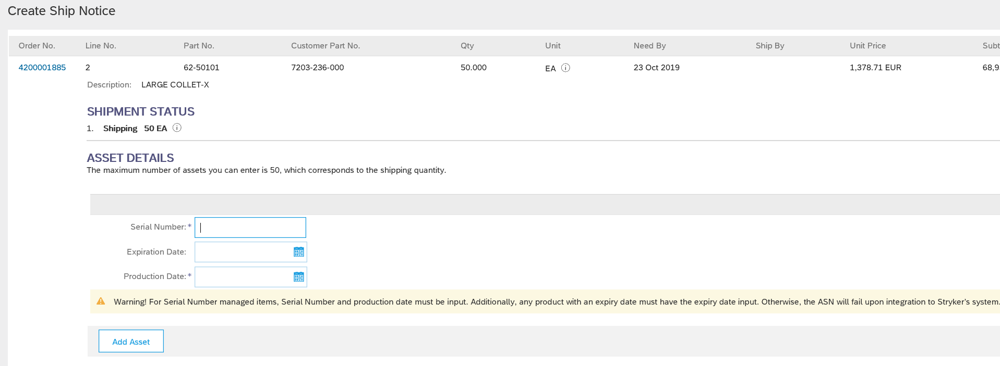 Create Ship Notice
Order No. Line No. Part No. Customer Part No. Qty Unit Need By Ship By Unit Price Subt
4200001885 2 62-50101 7203-236-000 50.000 EA 23 Oct 2019 1,378.71 EUR 68,9
Description: LARGE COLLET-X
SHIPMENT STATUS
1. Shipping 50 EA
ASSET DETAILS
The maximum number of assets you can enter is 50, which corresponds to the shipping quantity.
Serial Number:*
Expiration Date:
Production Date:*
Warning! For Serial Number managed items, Serial Number and production date must be input. Additionally, any product with an expiry date must have the expiry date input. Otherwise, the ASN will fail upon integration to Stryker's system.
Add Asset